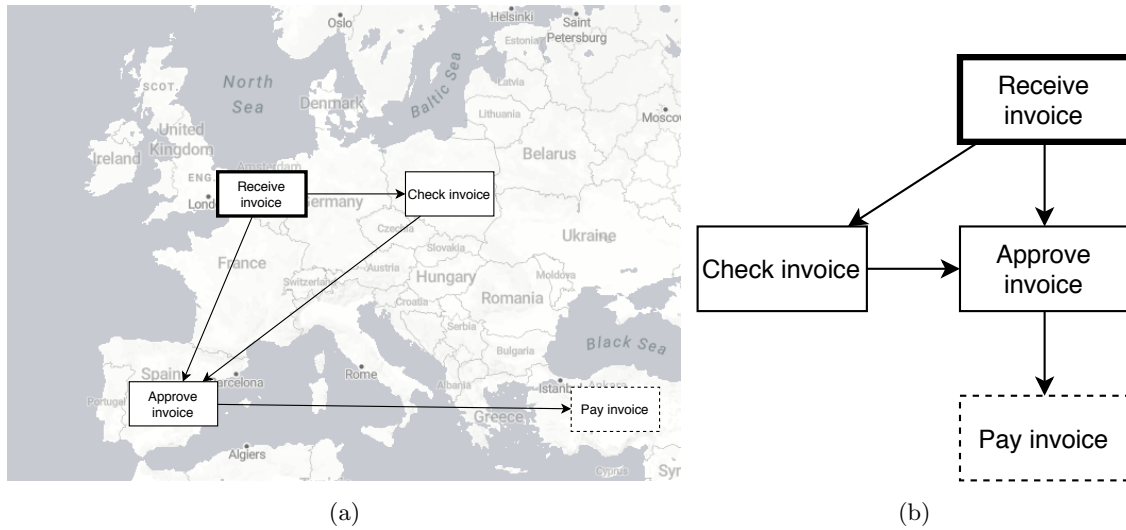 Oslo
Helsinki
Saint
Petersburg
Estonia
North
Sea
Baltic Sea
SCOT.
Latvia
Denmark
Lithuania
Moscow
United
Kingdom
Ireland
Belarus
Amsterdam
ENG.
Receive
invoice
Germany
Check invoice
Czechia
Slovakia
Ukraine
France
Austria
Switzerland
Hungary
Moldova
Croatia
Romania
Serbia
Bulgaria
Black Sea
Rome
Albania
Istanb
Ankara
Spain
Barcelona
Portugal
Approve
invoice
Greece
Pay invoice
Algiers
Cyprus
Sy
(a)
Receive
invoice
Check invoice
Approve
invoice
Pay invoice
(b)